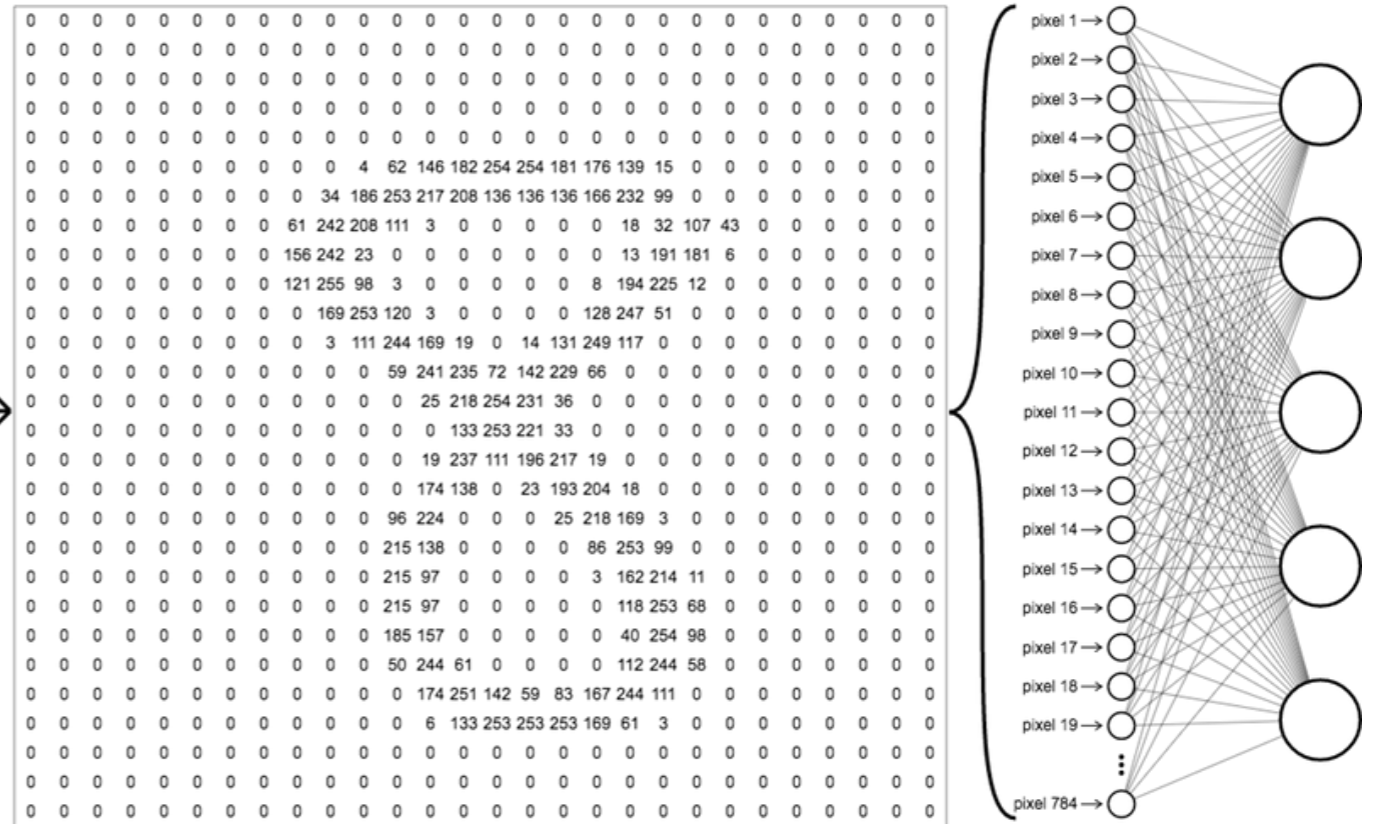 0 0 0 0 0 0 0 0 0 0 0 0 0 0 0 0 0 0 0 0 0 0 0 0 0 0 0 0
0 0 0 0 0 0 0 0 0 0 0 0 0 0 0 0 0 0 0 0 0 0 0 0 0 0 0 0
0 0 0 0 0 0 0 0 0 0 0 0 0 0 0 0 0 0 0 0 0 0 0 0 0 0 0 0
0 0 0 0 0 0 0 0 0 0 0 0 0 0 0 0 0 0 0 0 0 0 0 0 0 0 0 0
0 0 0 0 0 0 0 0 0 0 0 0 0 0 0 0 0 0 0 0 0 0 0 0 0 0 0 0
0 0 0 0 0 0 0 0 0 0 4 62 146 182 254 254 181 176 139 15 0 0 0 0 0 0 0 0
0 0 0 0 0 0 0 0 0 34 186 253 217 208 136 136 136 166 232 99 0 0 0 0 0 0 0 0
0 0 0 0 0 0 0 0 61 242 208 111 3 0 0 0 0 0 18 32 107 43 0 0 0 0 0 0
0 0 0 0 0 0 0 0 156 242 23 0 0 0 0 0 0 0 13 191 181 6 0 0 0 0 0 0
0 0 0 0 0 0 0 0 121 255 98 3 0 0 0 0 0 8 194 225 12 0 0 0 0 0 0 0
0 0 0 0 0 0 0 0 0 169 253 120 3 0 0 0 0 128 247 51 0 0 0 0 0 0 0 0
0 0 0 0 0 0 0 0 0 3 111 244 169 19 0 14 131 249 117 0 0 0 0 0 0 0 0 0
0 0 0 0 0 0 0 0 0 0 0 59 241 235 72 142 229 66 0 0 0 0 0 0 0 0 0 0
0 0 0 0 0 0 0 0 0 0 0 0 25 218 254 231 36 0 0 0 0 0 0 0 0 0 0 0
0 0 0 0 0 0 0 0 0 0 0 0 0 133 253 221 33 0 0 0 0 0 0 0 0 0 0 0
0 0 0 0 0 0 0 0 0 0 0 0 19 237 111 196 217 19 0 0 0 0 0 0 0 0 0 0
0 0 0 0 0 0 0 0 0 0 0 0 174 138 0 23 193 204 18 0 0 0 0 0 0 0 0 0
0 0 0 0 0 0 0 0 0 0 0 96 224 0 0 0 25 218 169 3 0 0 0 0 0 0 0 0
0 0 0 0 0 0 0 0 0 0 0 215 138 0 0 0 0 86 253 99 0 0 0 0 0 0 0 0
0 0 0 0 0 0 0 0 0 0 0 215 97 0 0 0 0 3 162 214 11 0 0 0 0 0 0 0
0 0 0 0 0 0 0 0 0 0 0 215 97 0 0 0 0 0 118 253 68 0 0 0 0 0 0 0
0 0 0 0 0 0 0 0 0 0 0 185 157 0 0 0 0 0 40 254 98 0 0 0 0 0 0 0
0 0 0 0 0 0 0 0 0 0 0 50 244 61 0 0 0 0 112 244 58 0 0 0 0 0 0 0
0 0 0 0 0 0 0 0 0 0 0 0 174 251 142 59 83 167 244 111 0 0 0 0 0 0 0 0
0 0 0 0 0 0 0 0 0 0 0 0 6 133 253 253 253 169 61 3 0 0 0 0 0 0 0 0
0 0 0 0 0 0 0 0 0 0 0 0 0 0 0 0 0 0 0 0 0 0 0 0 0 0 0 0
0 0 0 0 0 0 0 0 0 0 0 0 0 0 0 0 0 0 0 0 0 0 0 0 0 0 0 0
0 0 0 0 0 0 0 0 0 0 0 0 0 0 0 0 0 0 0 0 0 0 0 0 0 0 0 0
pixel 1
pixel 2
pixel 3
pixel 4
pixel 5
pixel 6
pixel 7
pixel 8
pixel 9
pixel 10
pixel 11
pixel 12
pixel 13
pixel 14
pixel 15
pixel 16
pixel 17
pixel 18
pixel 19
pixel 784